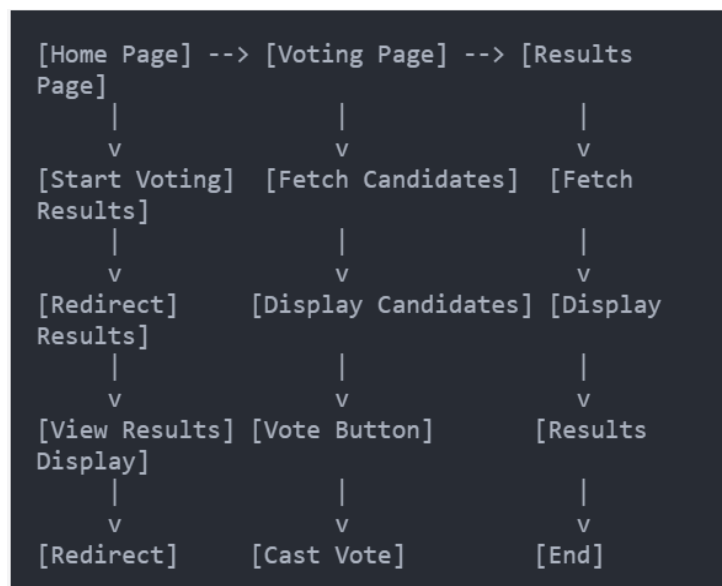 [Home Page] --> [Voting Page] --> [Results
Page]
      |                |                |
      v                v                v
[Start Voting]  [Fetch Candidates]  [Fetch
Results]
      |                |                |
      v                v                v
[Redirect]     [Display Candidates] [Display
Results]
      |                |                |
      v                v                v
[View Results] [Vote Button]       [Results
Display]
      |                |                |
      v                v                v
[Redirect]     [Cast Vote]         [End]